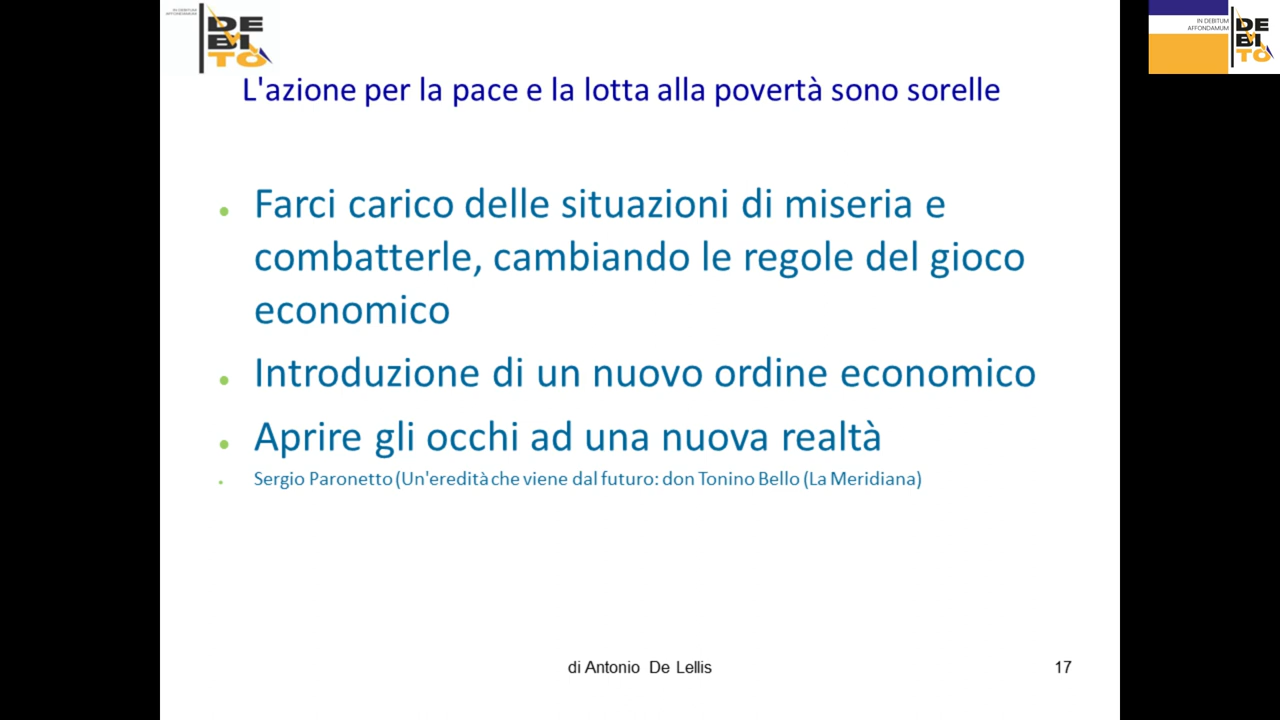 IN DEBITUM
AFFONDAMUM
DE
BI
TO
IN DEBITUM
AFFONDAMUM
DE
BI
TO
L'azione per la pace e la lotta alla povertà sono sorelle
Farci carico delle situazioni di miseria e
combatterle, cambiando le regole del gioco
economico
Introduzione di un nuovo ordine economico
Aprire gli occhi ad una nuova realtà
Sergio Paronetto (Un'eredità che viene dal futuro: don Tonino Bello (La Meridiana)
di Antonio De Lellis
17